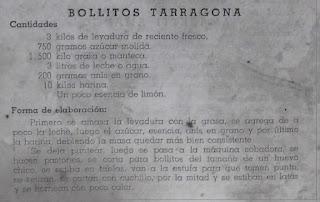 BOLLITOS TARRAGONA
Cantidades
3 kilos de levadura de reciente fresco,
750 gramos azúcar molida.
1,500 kilo grasa o manteca.
3 litros de leche o agua.
200 gramos anís en grano.
10 kilos harina.
Un poco esencia de limón.
Forma de elaboración:
Primero se amasa la levadura con la grasa, se agrega de a
poco la leche, luego el azúcar, esencia, anís en grano y por último
la harina, debiendo la masa quedar más bien consistente.
Se deja puntear, luego se pasa a la máquina sobadora, se
hacen pastones, se corta para bollitos del tamaño de un huevo
chico, se estiban en tablas, van a la estufa para que tomen punto,
se retiran, se cortan con cuchillo, por la mitad y se estiban en latas
y se hornean con poco calor.